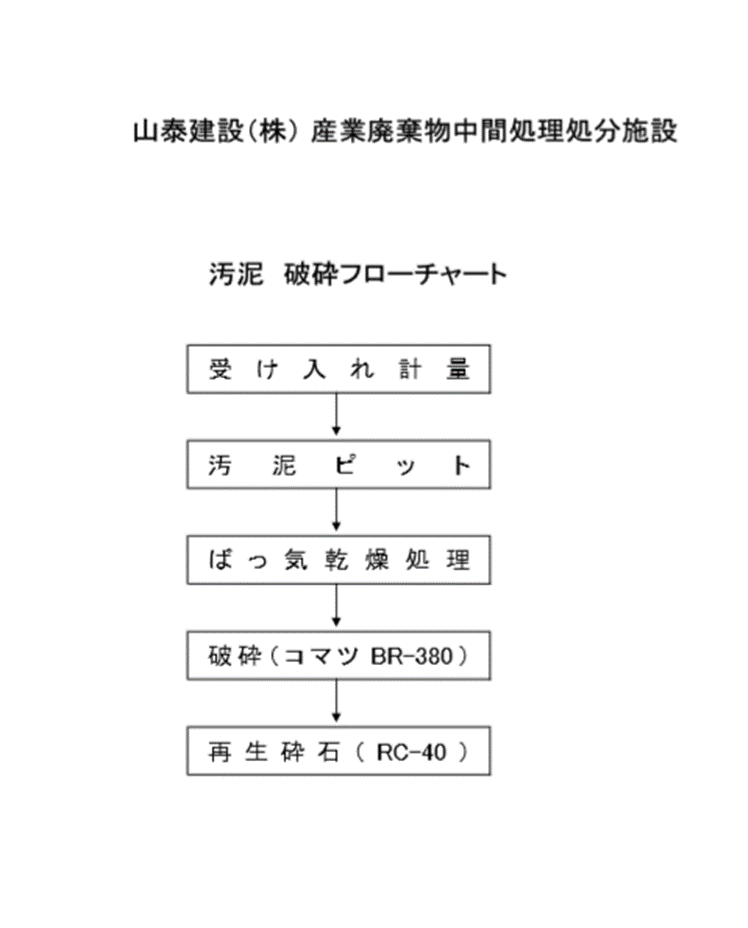 山泰建設（株） 産業廃棄物中間処理処分施設
汚泥　破砕フローチャート
受け入れ計量
汚泥ピット
ばっ気乾燥処理
破砕（コマツ BR-380）
再生砕石（ RC-40 ）